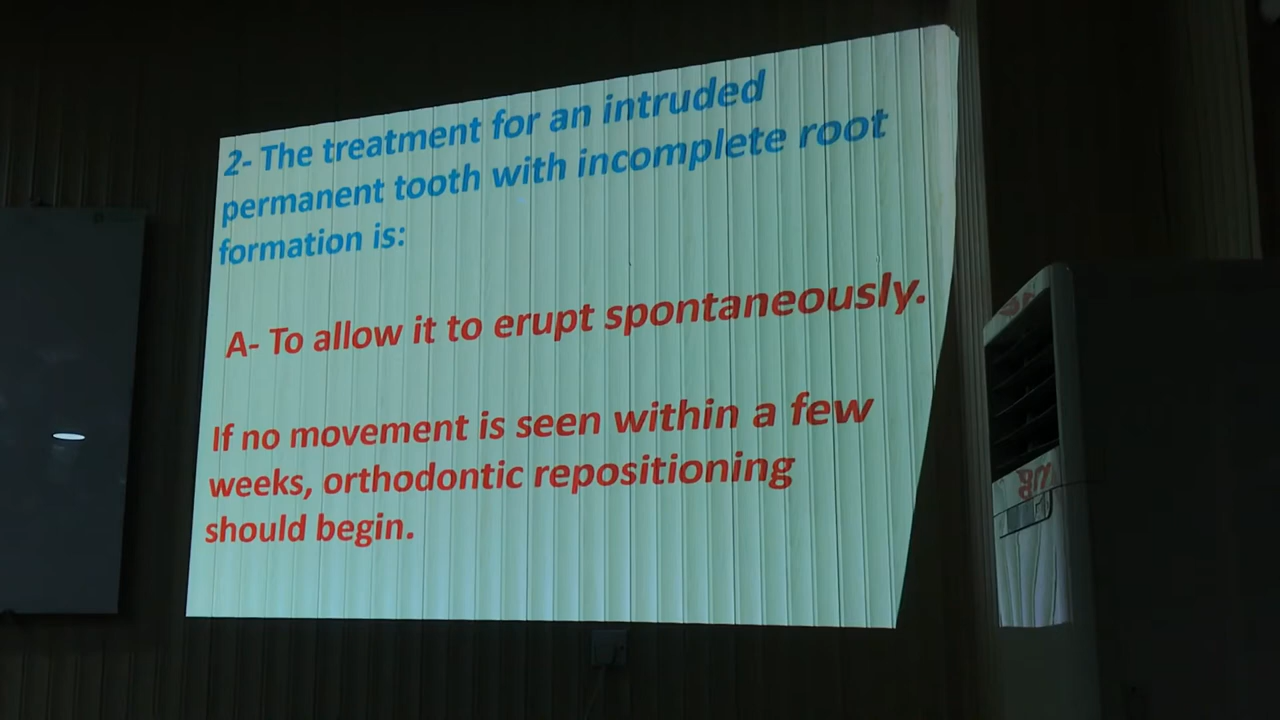 2- The treatment for an intruded
permanent tooth with incomplete root
formation is:
A- To allow it to erupt spontaneously.
If no movement is seen within a few
weeks, orthodontic repositioning
should begin.